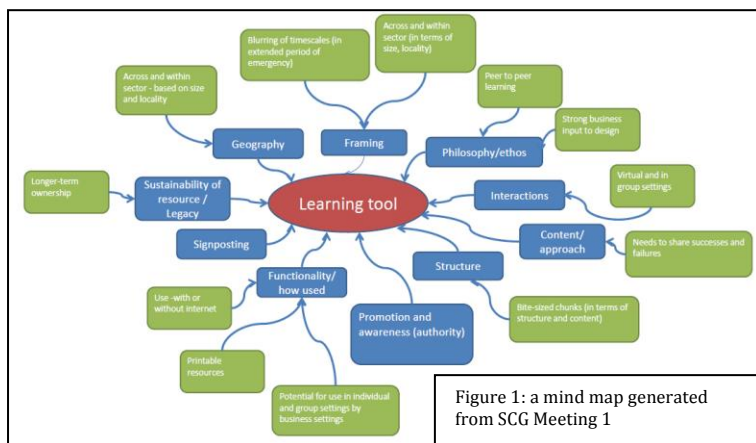 Blurring of timescales (in
extended period of
emergency)
Across and within
sector (in terms of
size, locality)
Across and within
sector - based on size
and locality
Peer to peer
learning
Strong business
input to design
Geography
Framing
Philosophy/ethos
Longer-term
ownership
Sustainability of
resource /
Legacy
Learning tool
Interactions
Virtual and in
group settings
Signposting
Content/
approach
Needs to share successes and
failures
Functionality/
how used
Structure
Use -with or
without internet
Promotion and
awareness (authority)
Bite-sized chunks (in terms of
structure and content)
Printable
resources
Potential for use in individual
and group settings by
business settings
Figure 1: a mind map generated
from SCG Meeting 1